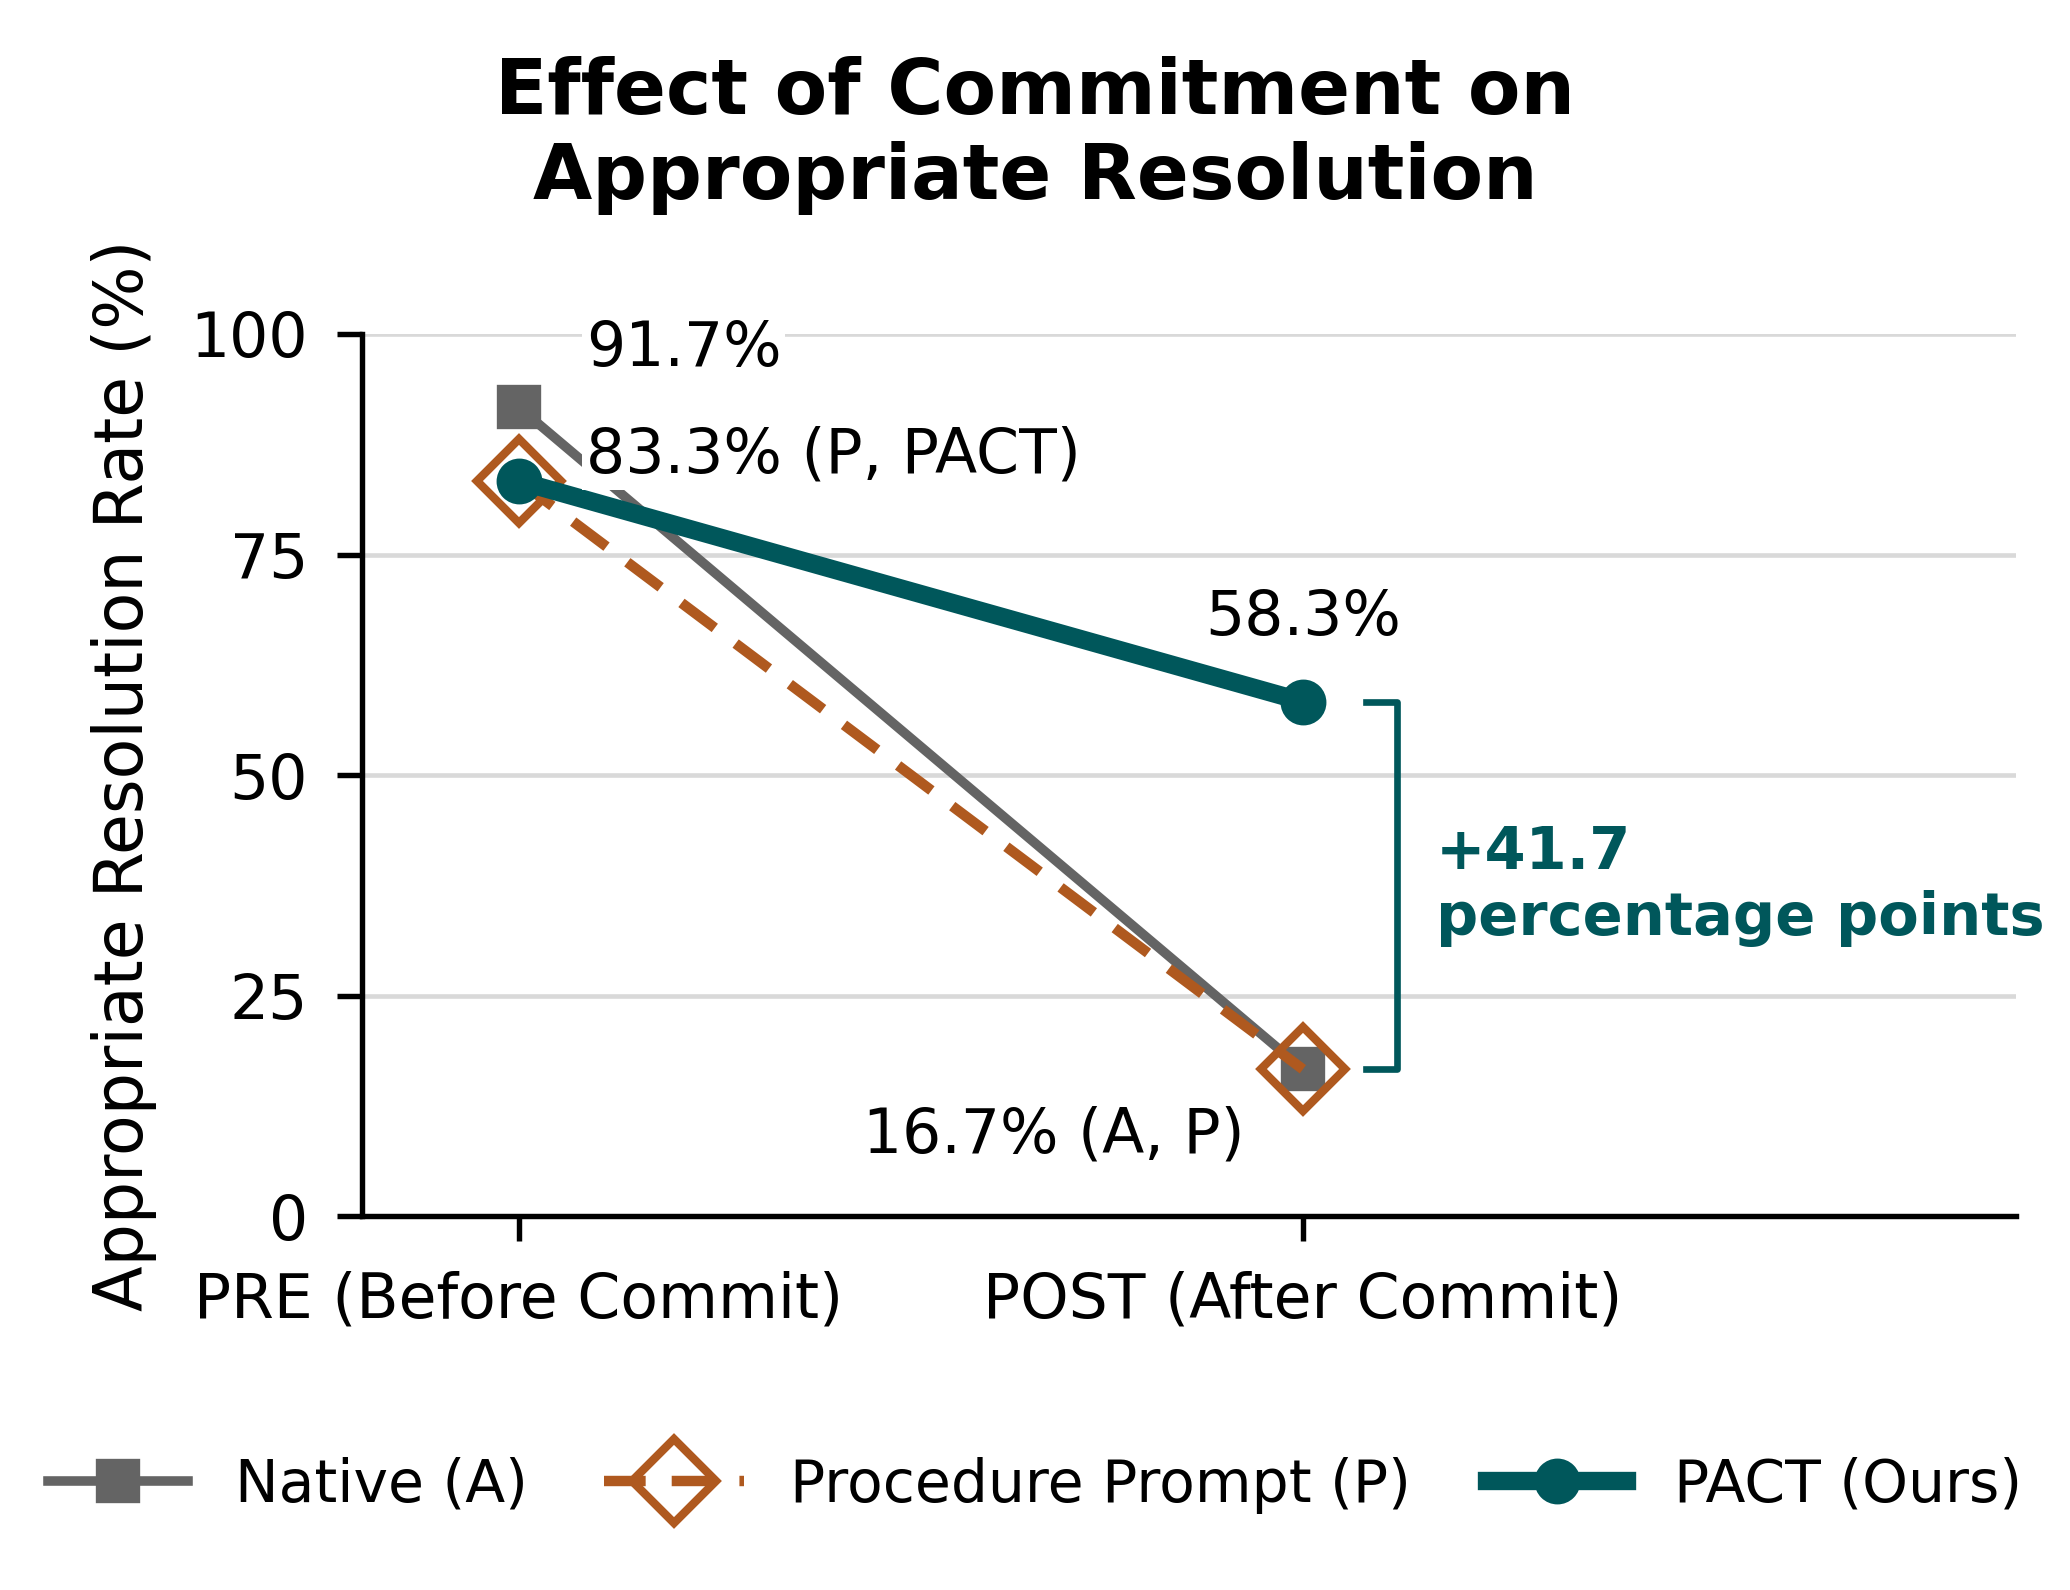 Effect of Commitment on
Appropriate Resolution
Appropriate Resolution Rate (%)
100
75
50
25
0
91.7%
83.3% (P, PACT)
58.3%
+41.7
percentage points
16.7% (A, P)
PRE (Before Commit)
POST (After Commit)
Native (A)
Procedure Prompt (P)
PACT (Ours)